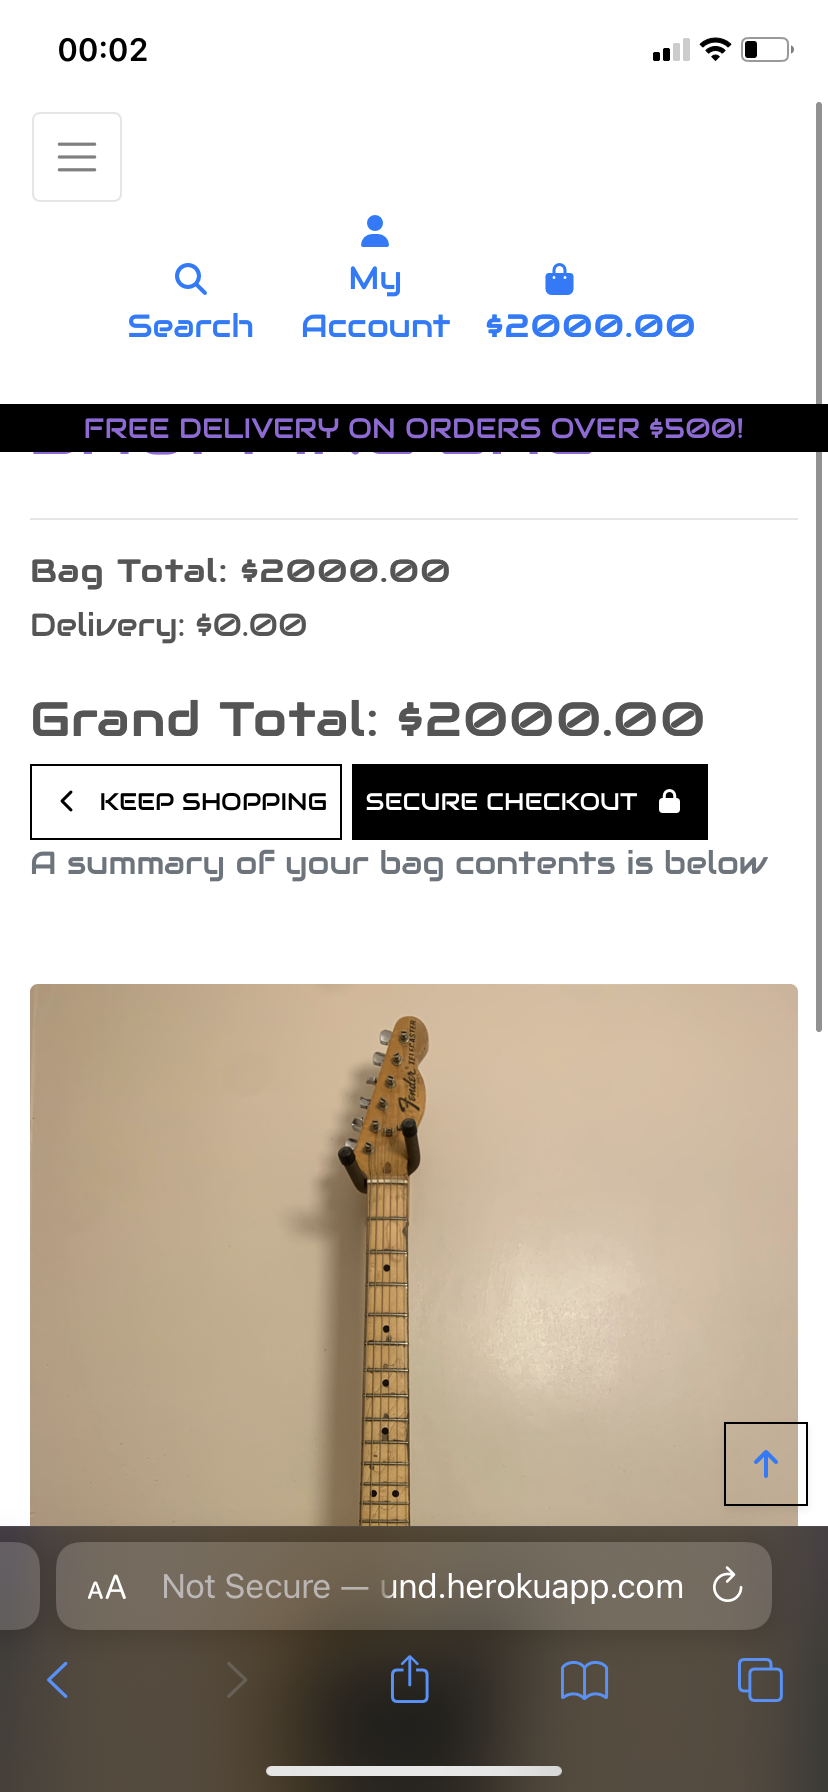 00:02
My
Search Account $2000.00
FREE DELIVERY ON ORDERS OVER $500!
SHOPPING BAG
Bag Total: $2000.00
Delivery: $0.00
Grand Total: $2000.00
KEEP SHOPPING SECURE CHECKOUT
A summary of your bag contents is below
Fender TELECASTER
AA Not Secure — und.herokuapp.com